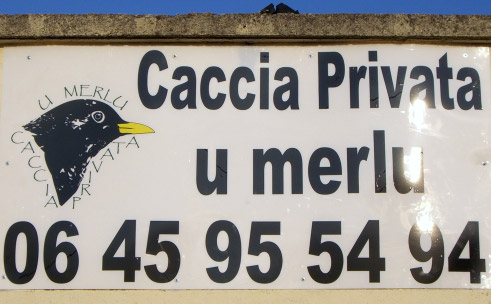 Caccia Privata
U MERLU
CACCIA PRIVATA
u merlu
06 45 95 54 94